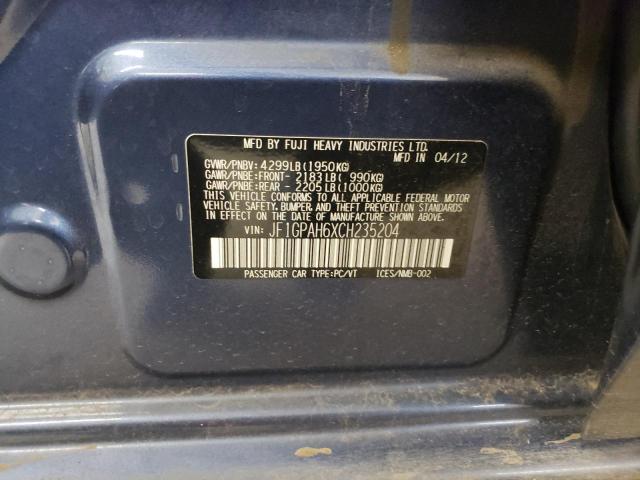 MFD BY FUJI HEAVY INDUSTRIES LTD.
MFD IN 04/12
GVWR/PNBV: 4299LB(1950KG)
GAWR/PNBE:FRONT- 2183LB( 990KG)
GAWR/PNBE:REAR - 2205LB(1000KG)
THIS VEHICLE CONFORMS TO ALL APPLICABLE FEDERAL MOTOR
VEHICLE SAFETY, BUMPER, AND THEFT PREVENTION STANDARDS
IN EFFECT ON THE DATE OF MANUFACTURE SHOWN ABOVE.
VIN: JF1GPAH6XCH235204
PASSENGER CAR TYPE:PC/VT ICES/NMB-002